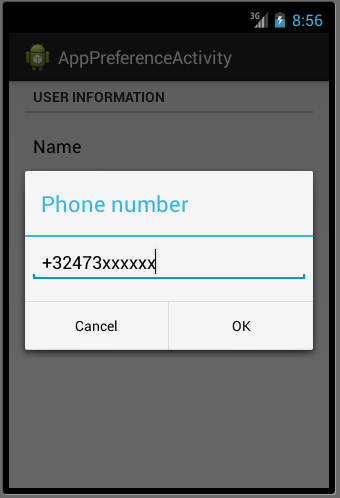 3G 8:56
AppPreferenceActivity
USER INFORMATION
Name
Phone number
+32473xxxxxx
Cancel OK